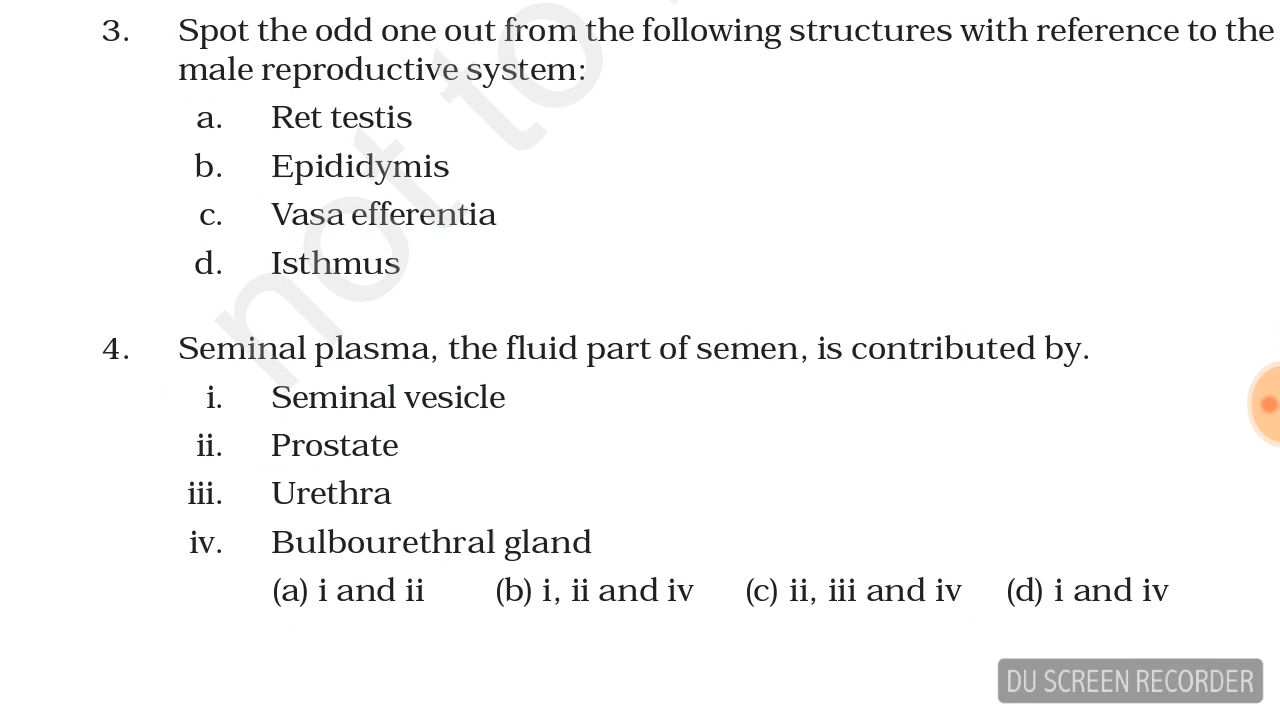 3. Spot the odd one out from the following structures with reference to the
male reproductive system:
a. Ret testis
b. Epididymis
c. Vasa efferentia
d. Isthmus
4. Seminal plasma, the fluid part of semen, is contributed by.
i. Seminal vesicle
ii. Prostate
iii. Urethra
iv. Bulbourethral gland
(a) i and ii (b) i, ii and iv (c) ii, iii and iv (d) i and iv
not to
DU SCREEN RECORDER